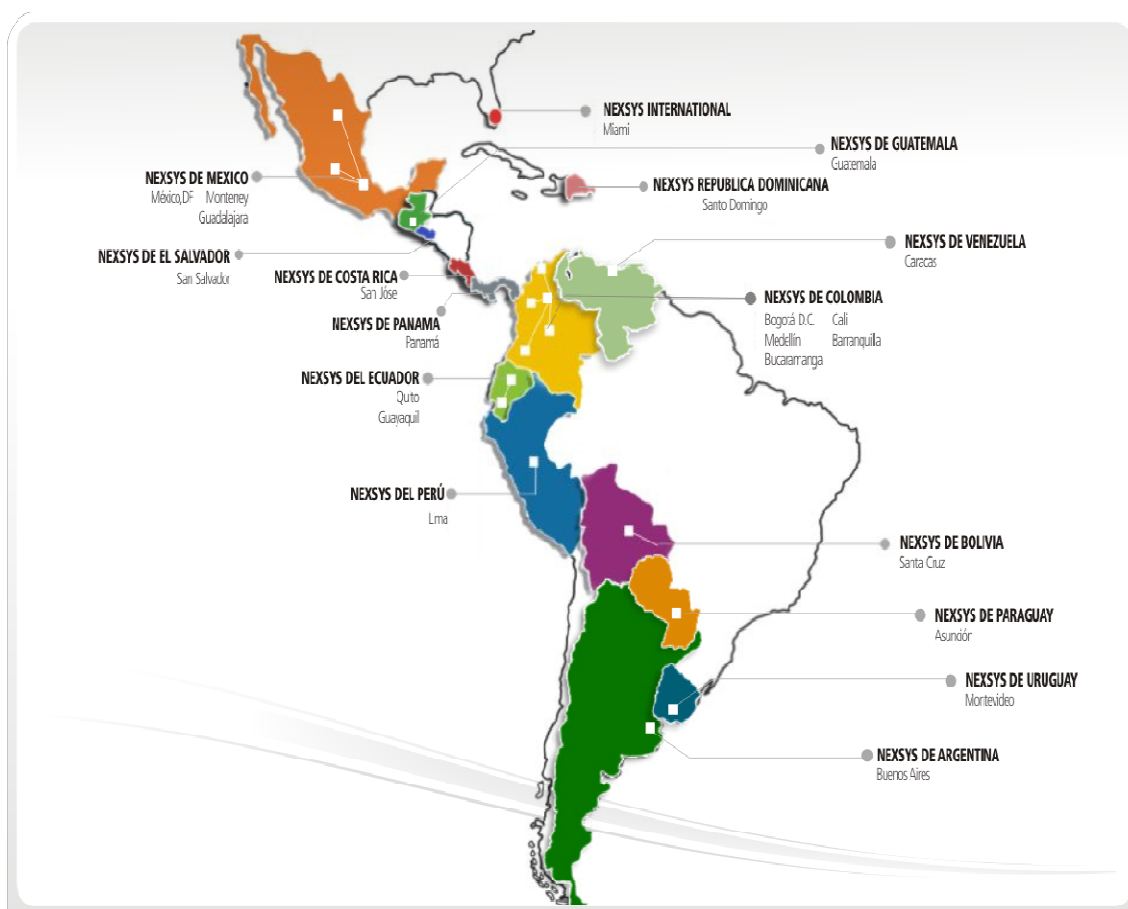 NEXSYS INTERNATIONAL
Miami
NEXSYS DE GUATEMALA
Guatemala
NEXSYS DE MEXICO
México,DF Monterrey
Guadalajara
NEXSYS REPUBLICA DOMINICANA
Santo Domingo
NEXSYS DE EL SALVADOR
San Salvador
NEXSYS DE VENEZUELA
Caracas
NEXSYS DE COSTA RICA
San Jóse
NEXSYS DE COLOMBIA
Bogotá D.C. Cali
Medellín Barranquilla
Bucararmanga
NEXSYS DE PANAMA
Panamá
NEXSYS DEL ECUADOR
Quito
Guayaquil
NEXSYS DEL PERÚ
Lima
NEXSYS DE BOLIVIA
Santa Cruz
NEXSYS DE PARAGUAY
Asunción
NEXSYS DE URUGUAY
Montevideo
NEXSYS DE ARGENTINA
Buenos Aires